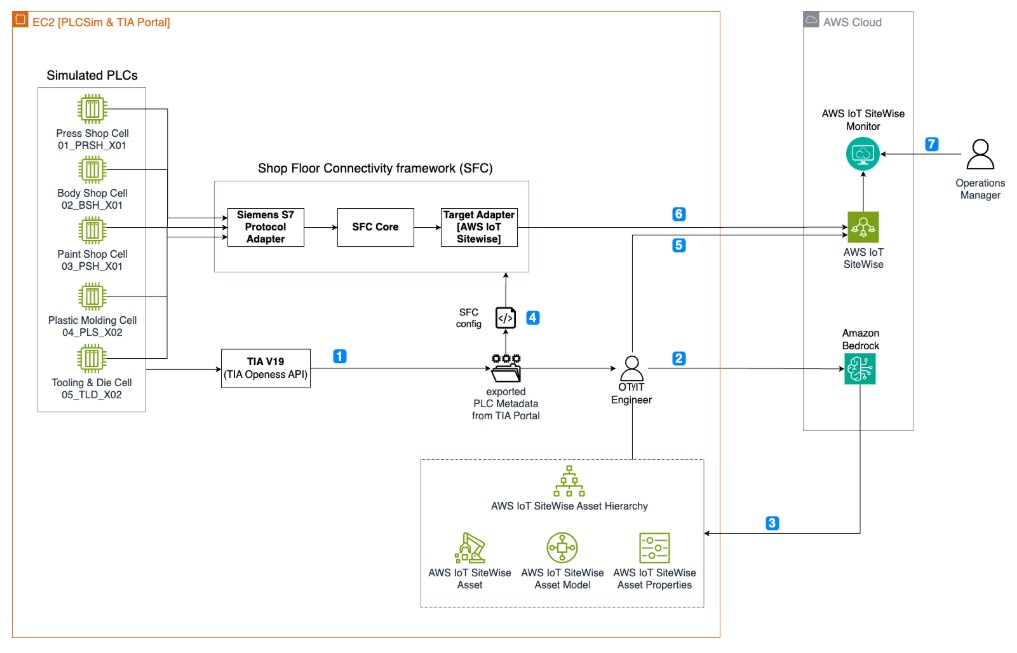 EC2 [PLCSim & TIA Portal]
AWS Cloud
Simulated PLCs
Press Shop Cell
01_PRSH_X01
Body Shop Cell
02_BSH_X01
Paint Shop Cell
03_PSH_X01
Plastic Molding Cell
04_PLS_X02
Tooling & Die Cell
05_TLD_X02
Shop Floor Connectivity framework (SFC)
Siemens S7
Protocol
Adapter
SFC Core
Target Adapter
[AWS IoT
Sitewise]
AWS IoT SiteWise
Monitor
7
Operations
Manager
6
5
AWS IoT
SiteWise
SFC
config
</>
4
TIA V19
(TIA Openess API)
1
exported
PLC Metadata
from TIA Portal
OT/IT
Engineer
2
Amazon
Bedrock
3
AWS IoT SiteWise Asset Hierarchy
AWS IoT SiteWise
Asset
AWS IoT SiteWise
Asset Model
AWS IoT SiteWise
Asset Properties